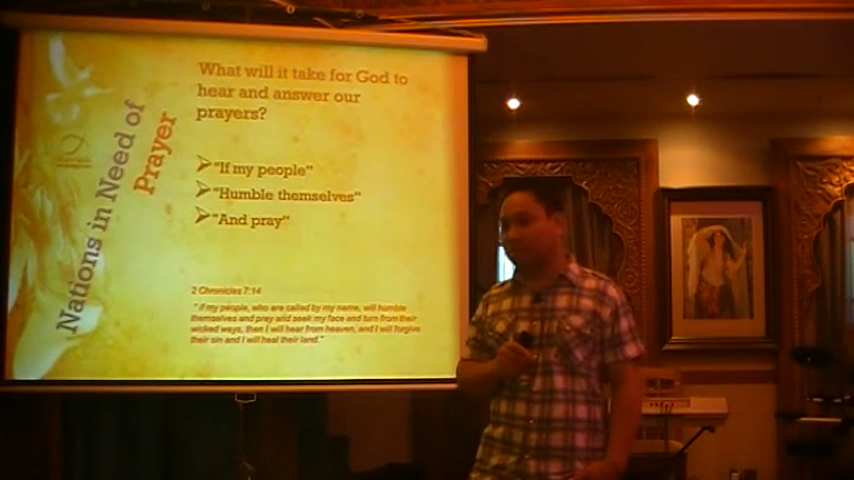 Nations in Need of
Prayer
What will it take for God to
hear and answer our
prayers?
"If my people"
"Humble themselves"
"And pray"
2 Chronicles 7:14
" if my people, who are called by my name, will humble
themselves and pray and seek my face and turn from their
wicked ways, then I will hear from heaven, and I will forgive
their sin and I will heal their land."